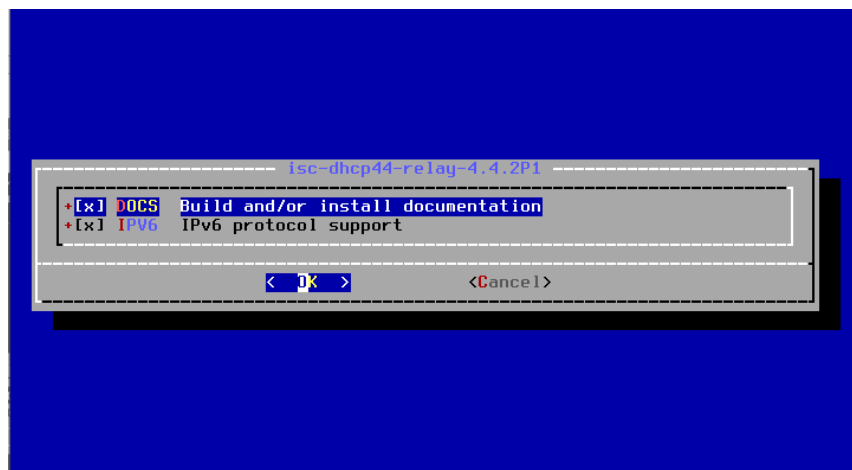 isc-dhcp44-relay-4.4.2P1
+[x] DOCS Build and/or install documentation
+[x] IPV6 IPv6 protocol support
< OK > <Cancel>